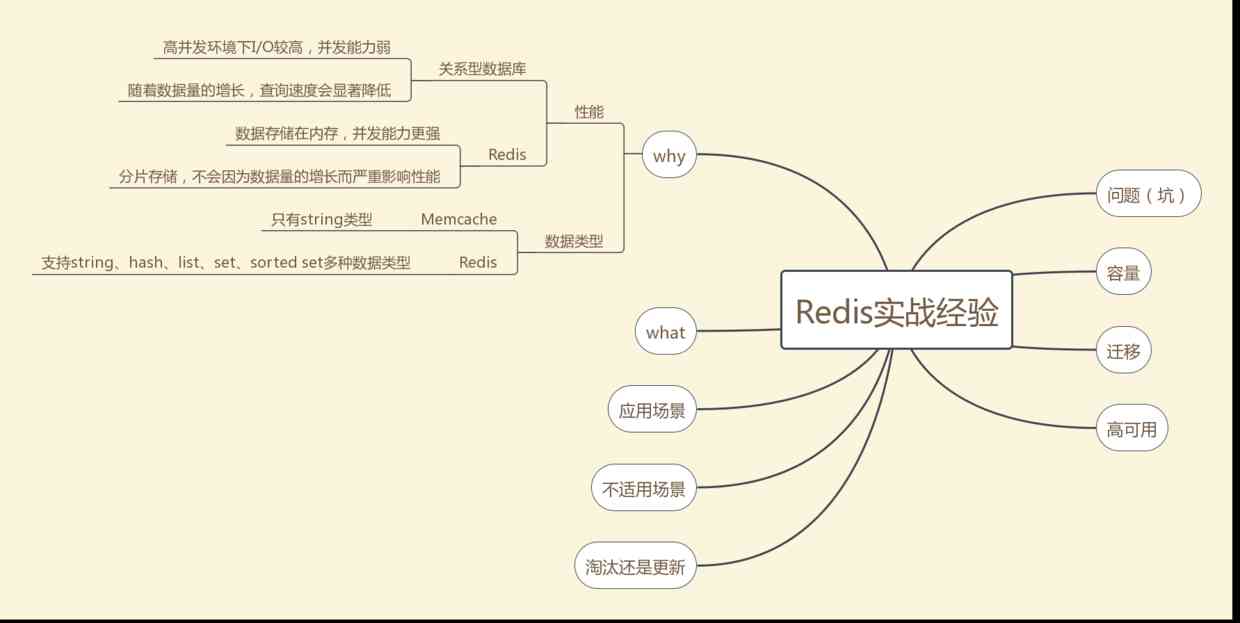 高并发环境下I/O较高，并发能力弱
关系型数据库
随着数据量的增长，查询速度会显著降低
性能
数据存储在内存，并发能力更强
Redis
分片存储，不会因为数据量的增长而严重影响性能
why
只有string类型
Memcache
数据类型
支持string、hash、list、set、sorted set多种数据类型
Redis
问题（坑）
容量
Redis实战经验
what
迁移
应用场景
高可用
不适用场景
淘汰还是更新